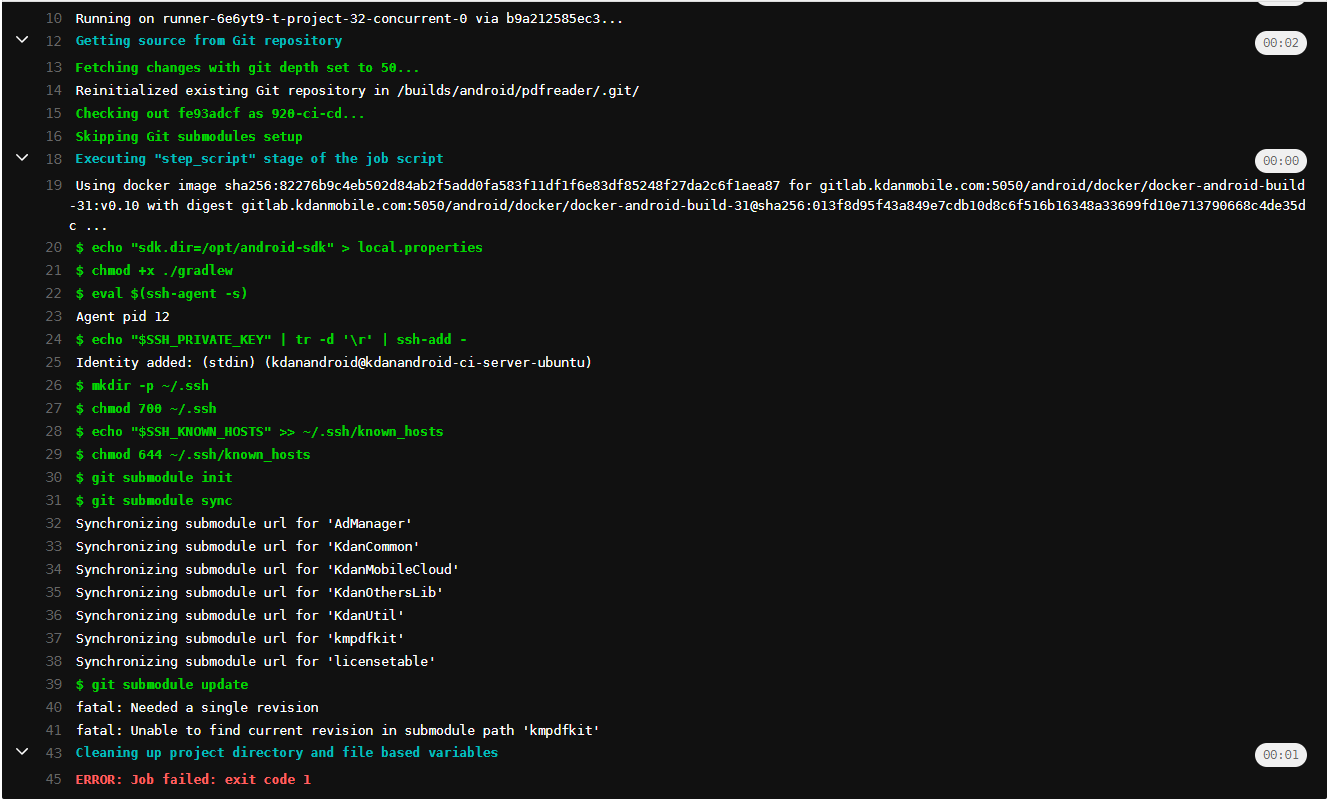 10 Running on runner-6e6yt9-t-project-32-concurrent-0 via b9a212585ec3...
12 Getting source from Git repository 00:02
13 Fetching changes with git depth set to 50...
14 Reinitialized existing Git repository in /builds/android/pdfreader/.git/
15 Checking out fe93adcf as 920-ci-cd...
16 Skipping Git submodules setup
18 Executing "step_script" stage of the job script 00:00
19 Using docker image sha256:82276b9c4eb502d84ab2f5add0fa583f11df1f6e83df85248f27da2c6f1aea87 for gitlab.kdanmobile.com:5050/android/docker/docker-android-build
-31:v0.10 with digest gitlab.kdanmobile.com:5050/android/docker/docker-android-build-31@sha256:013f8d95f43a849e7cdb10d8c6f516b16348a33699fd10e713790668c4de35d
c ...
20 $ echo "sdk.dir=/opt/android-sdk" > local.properties
21 $ chmod +x ./gradlew
22 $ eval $(ssh-agent -s)
23 Agent pid 12
24 $ echo "$SSH_PRIVATE_KEY" | tr -d '\r' | ssh-add -
25 Identity added: (stdin) (kdanandroid@kdanandroid-ci-server-ubuntu)
26 $ mkdir -p ~/.ssh
27 $ chmod 700 ~/.ssh
28 $ echo "$SSH_KNOWN_HOSTS" >> ~/.ssh/known_hosts
29 $ chmod 644 ~/.ssh/known_hosts
30 $ git submodule init
31 $ git submodule sync
32 Synchronizing submodule url for 'AdManager'
33 Synchronizing submodule url for 'KdanCommon'
34 Synchronizing submodule url for 'KdanMobileCloud'
35 Synchronizing submodule url for 'KdanOthersLib'
36 Synchronizing submodule url for 'KdanUtil'
37 Synchronizing submodule url for 'kmpdfkit'
38 Synchronizing submodule url for 'licensetable'
39 $ git submodule update
40 fatal: Needed a single revision
41 fatal: Unable to find current revision in submodule path 'kmpdfkit'
43 Cleaning up project directory and file based variables 00:01
45 ERROR: Job failed: exit code 1